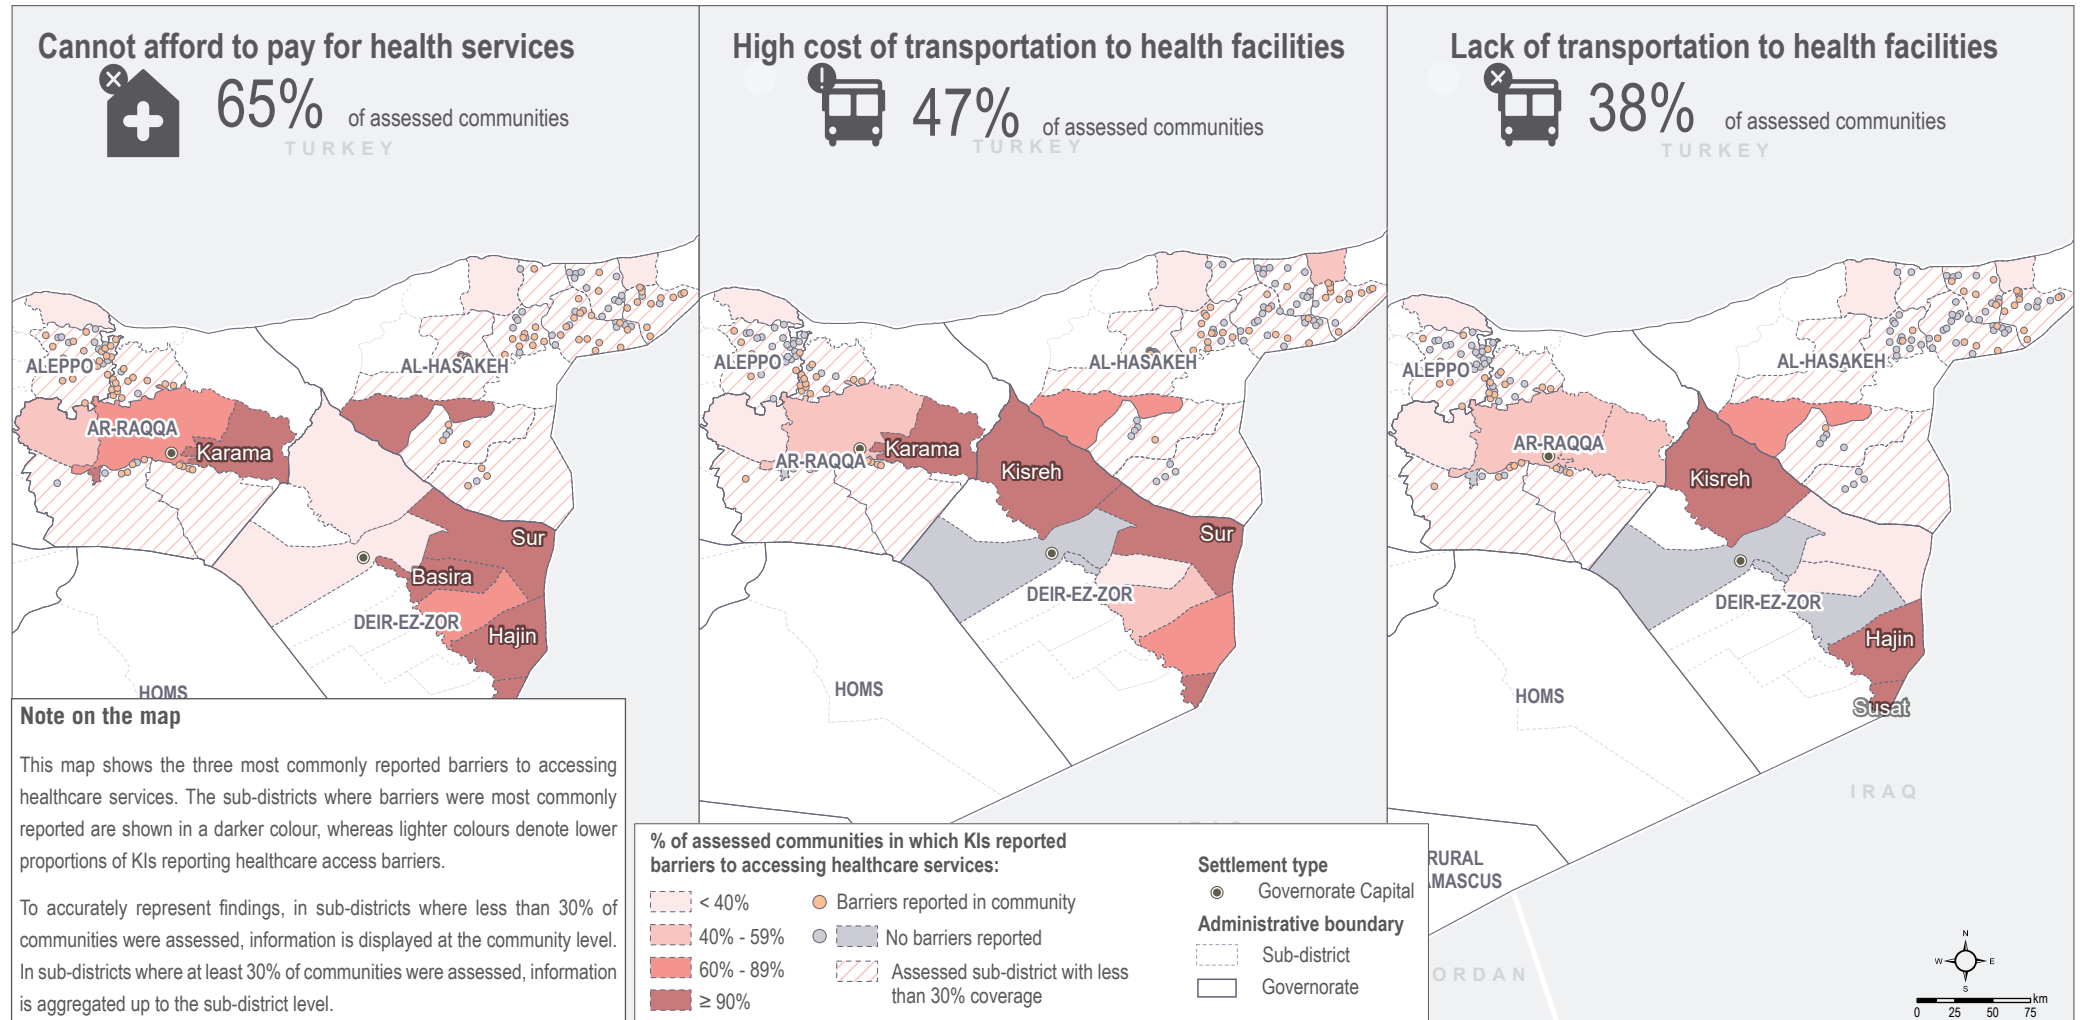 Cannot afford to pay for health services
65% of assessed communities
TURKEY
ALEPPO
AL-HASAKEH
AR-RAQQA
Karama
Sur
Basira
DEIR-EZ-ZOR
Hajin
HOMS
High cost of transportation to health facilities
47% of assessed communities
TURKEY
ALEPPO
AL-HASAKEH
AR-RAQQA
Karama
Kisreh
Sur
DEIR-EZ-ZOR
HOMS
Lack of transportation to health facilities
38% of assessed communities
TURKEY
ALEPPO
AL-HASAKEH
AR-RAQQA
Kisreh
DEIR-EZ-ZOR
Hajin
HOMS
Susat
IRAQ
RURAL
AMASCUS
ORDAN
Note on the map
This map shows the three most commonly reported barriers to accessing
healthcare services. The sub-districts where barriers were most commonly
reported are shown in a darker colour, whereas lighter colours denote lower
proportions of KIs reporting healthcare access barriers.
To accurately represent findings, in sub-districts where less than 30% of
communities were assessed, information is displayed at the community level.
In sub-districts where at least 30% of communities were assessed, information
is aggregated up to the sub-district level.
% of assessed communities in which KIs reported
barriers to accessing healthcare services:
< 40%
40% - 59%
60% - 89%
≥ 90%
Barriers reported in community
No barriers reported
Assessed sub-district with less
than 30% coverage
Settlement type
Governorate Capital
Administrative boundary
Sub-district
Governorate
N
W E
S
km
0 25 50 75